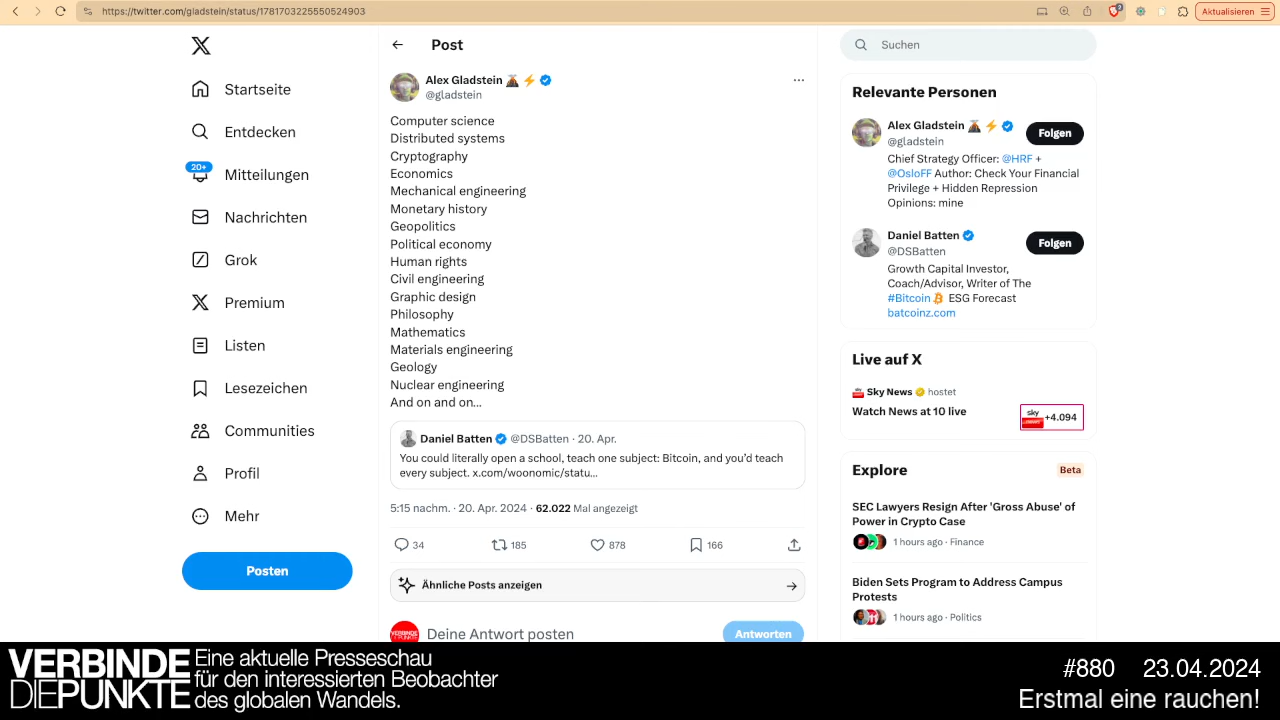 https://twitter.com/gladstein/status/1781703225550524903
Aktualisieren
Startseite
Entdecken
20+
Mitteilungen
Nachrichten
Grok
Premium
Listen
Lesezeichen
Communities
Profil
Mehr
Posten
Post
Alex Gladstein
@gladstein
Computer science
Distributed systems
Cryptography
Economics
Mechanical engineering
Monetary history
Geopolitics
Political economy
Human rights
Civil engineering
Graphic design
Philosophy
Mathematics
Materials engineering
Geology
Nuclear engineering
And on and on...
Daniel Batten @DSBatten · 20. Apr.
You could literally open a school, teach one subject: Bitcoin, and you'd teach
every subject. x.com/woonomic/statu...
5:15 nachm. · 20. Apr. 2024 · 62.022 Mal angezeigt
34 185 878 166
Ähnliche Posts anzeigen
Deine Antwort posten
Antworten
Suchen
Relevante Personen
Alex Gladstein
@gladstein
Folgen
Chief Strategy Officer: @HRF +
@OsloFF Author: Check Your Financial
Privilege + Hidden Repression
Opinions: mine
Daniel Batten
@DSBatten
Folgen
Growth Capital Investor,
Coach/Advisor, Writer of The
#Bitcoin ESG Forecast
batcoinz.com
Live auf X
Sky News hostet
Watch News at 10 live
sky
+4.094
Explore
Beta
SEC Lawyers Resign After 'Gross Abuse' of
Power in Crypto Case
1 hours ago · Finance
Biden Sets Program to Address Campus
Protests
1 hours ago · Politics
VERBINDE
DIEPUNKTE
Eine aktuelle Presseschau
für den interessierten Beobachter
des globalen Wandels.
#880 23.04.2024
Erstmal eine rauchen!